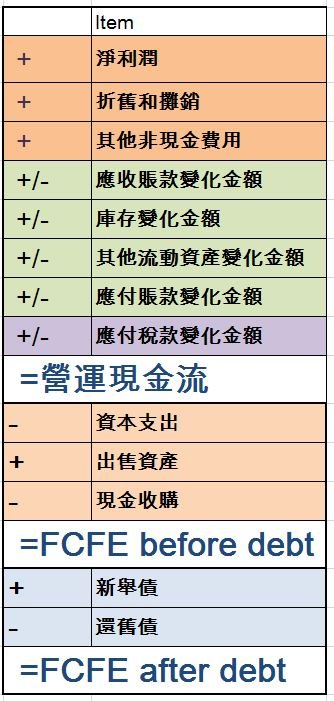 Item
+ 淨利潤
+ 折舊和攤銷
+ 其他非現金費用
+/- 應收賬款變化金額
+/- 庫存變化金額
+/- 其他流動資產變化金額
+/- 應付賬款變化金額
+/- 應付稅款變化金額
=營運現金流
- 資本支出
+ 出售資產
- 現金收購
=FCFE before debt
+ 新舉債
- 還舊債
=FCFE after debt